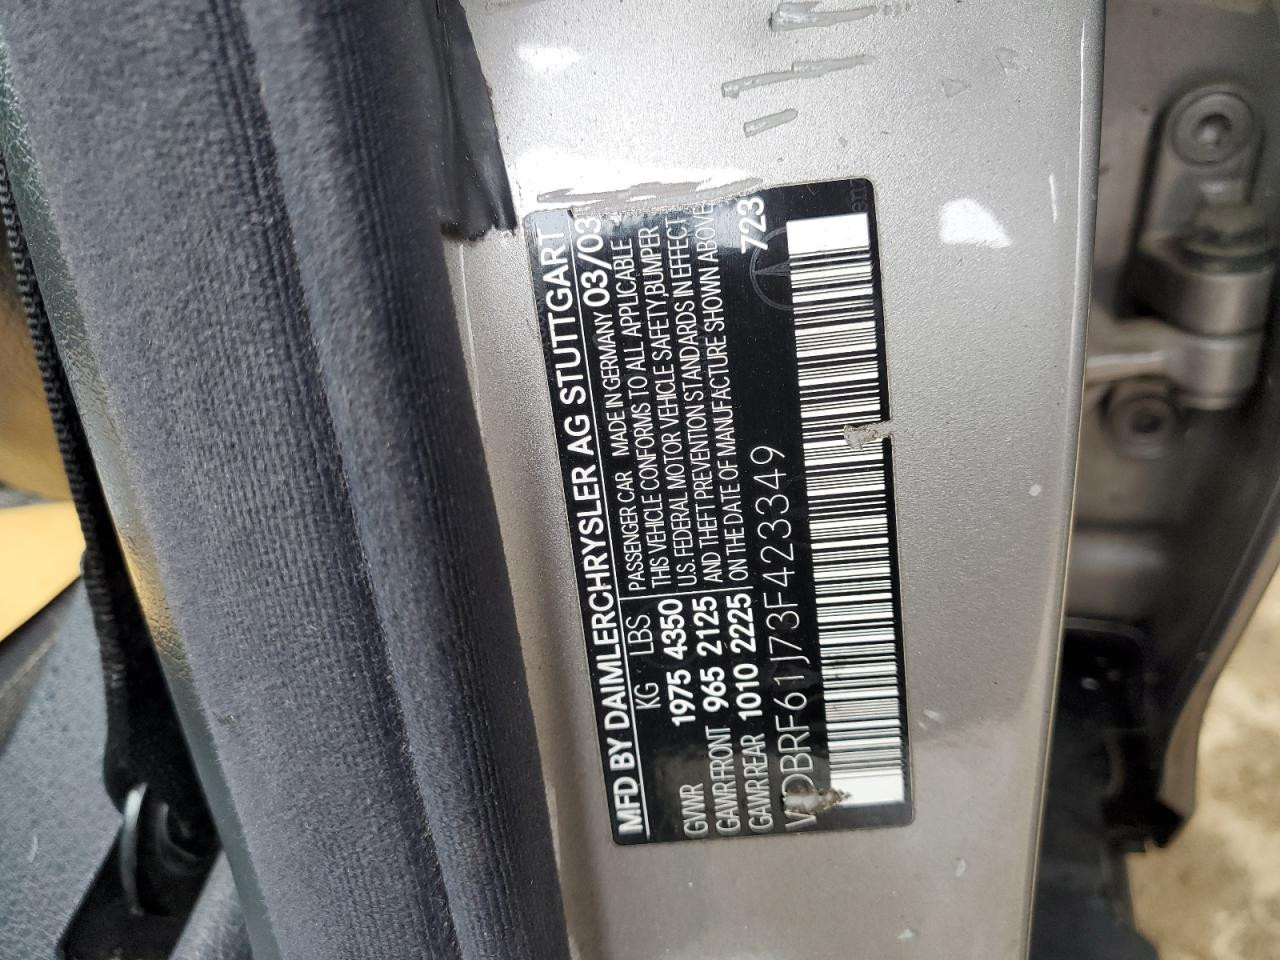 MFD BY DAIMLERCHRYSLER AG STUTTGART
KG LBS PASSENGER CAR MADE IN GERMANY 03/03
GVWR 1975 4350 THIS VEHICLE CONFORMS TO ALL APPLICABLE
U.S. FEDERAL MOTOR VEHICLE SAFETY, BUMPER
GAWR FRONT 965 2125 AND THEFT PREVENTION STANDARDS IN EFFECT
GAWR REAR 1010 2225 ON THE DATE OF MANUFACTURE SHOWN ABOVE
723
WDBRF61J73F423349